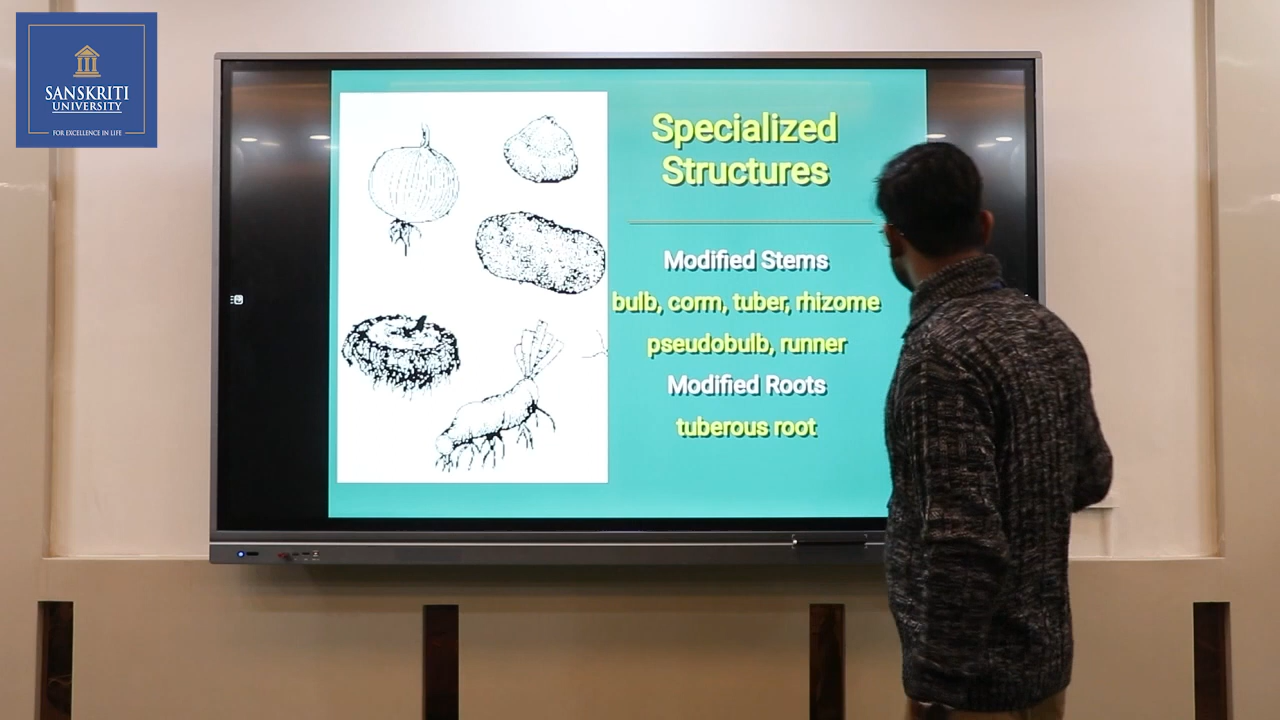 SANSKRITI
UNIVERSITY
FOR EXCELLENCE IN LIFE
Specialized
Structures
Modified Stems
bulb, corm, tuber, rhizome
pseudobulb, runner
Modified Roots
tuberous root